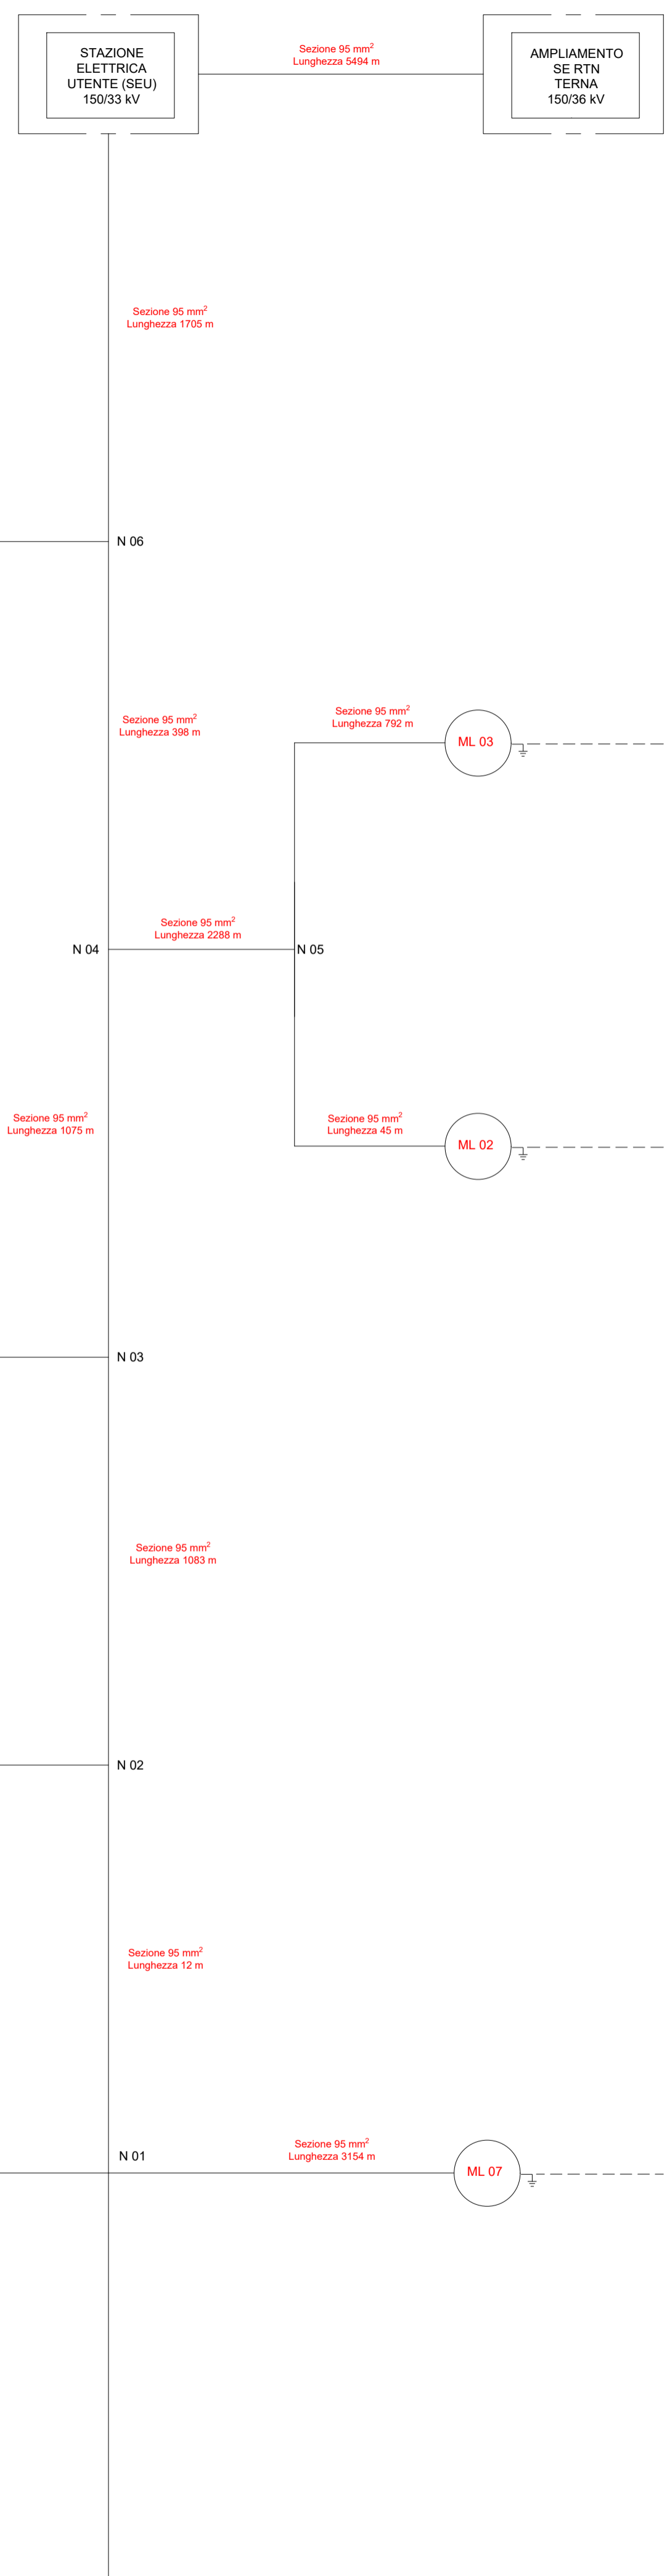 STAZIONE
ELETTRICA
UTENTE (SEU)
150/33 kV
Sezione 95 mm²
Lunghezza 5494 m
AMPLIAMENTO
SE RTN
TERNA
150/36 kV
Sezione 95 mm²
Lunghezza 1705 m
N 06
Sezione 95 mm²
Lunghezza 398 m
Sezione 95 mm²
Lunghezza 792 m
ML 03
Sezione 95 mm²
Lunghezza 2288 m
N 04
N 05
Sezione 95 mm²
Lunghezza 1075 m
Sezione 95 mm²
Lunghezza 45 m
ML 02
N 03
Sezione 95 mm²
Lunghezza 1083 m
N 02
Sezione 95 mm²
Lunghezza 12 m
N 01
Sezione 95 mm²
Lunghezza 3154 m
ML 07